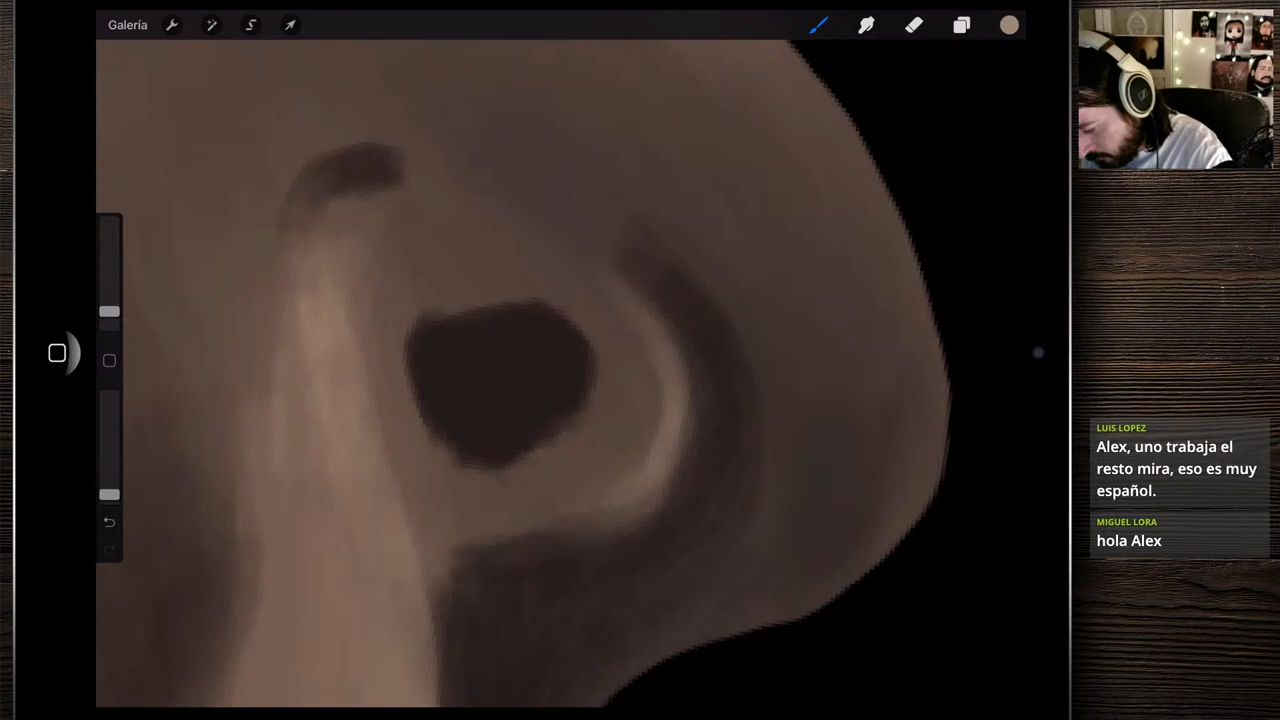 Galería
LUIS LOPEZ
Alex, uno trabaja el
resto mira, eso es muy
español.
MIGUEL LORA
hola Alex